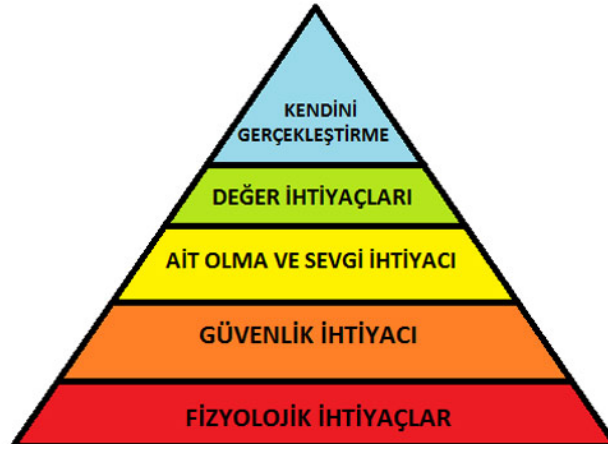 KENDİNİ
GERÇEKLEŞTİRME
DEĞER İHTİYAÇLARI
AİT OLMA VE SEVGİ İHTİYACI
GÜVENLİK İHTİYACI
FİZYOLOJİK İHTİYAÇLAR